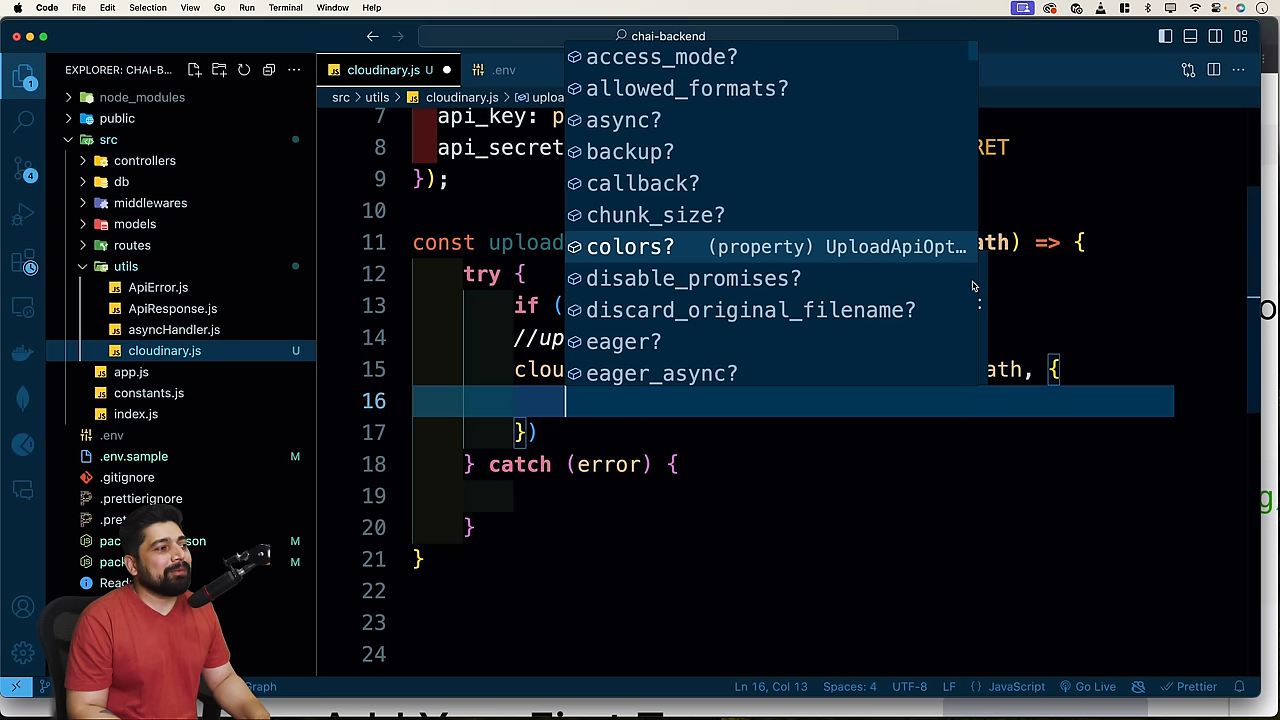 Code File Edit Selection View Go Run Terminal Window Help
chai-backend
EXPLORER: CHAI-B...
cloudinary.js U
.env
src > utils > cloudinary.js >
node_modules
public
src
controllers
db
middlewares
models
routes
utils
ApiError.js
ApiResponse.js
asyncHandler.js
cloudinary.js U
app.js
constants.js
index.js
.env
.env.sample M
.gitignore
.prettierignore
M
M
1
4
access_mode?
allowed_formats?
async?
backup?
callback?
chunk_size?
colors? (property) UploadApiOpt…
disable_promises?
discard_original_filename?
eager?
eager_async?
7 api_key:
8 api_secret
9 });
10
11 const upload ath) => {
12 try {
13 if (
14 //up
15 clou ath, {
16
17 })
18 } catch (error) {
19
20 }
21 }
22
23
24
Ln 16, Col 13 Spaces: 4 UTF-8 LF {} JavaScript Go Live Prettier